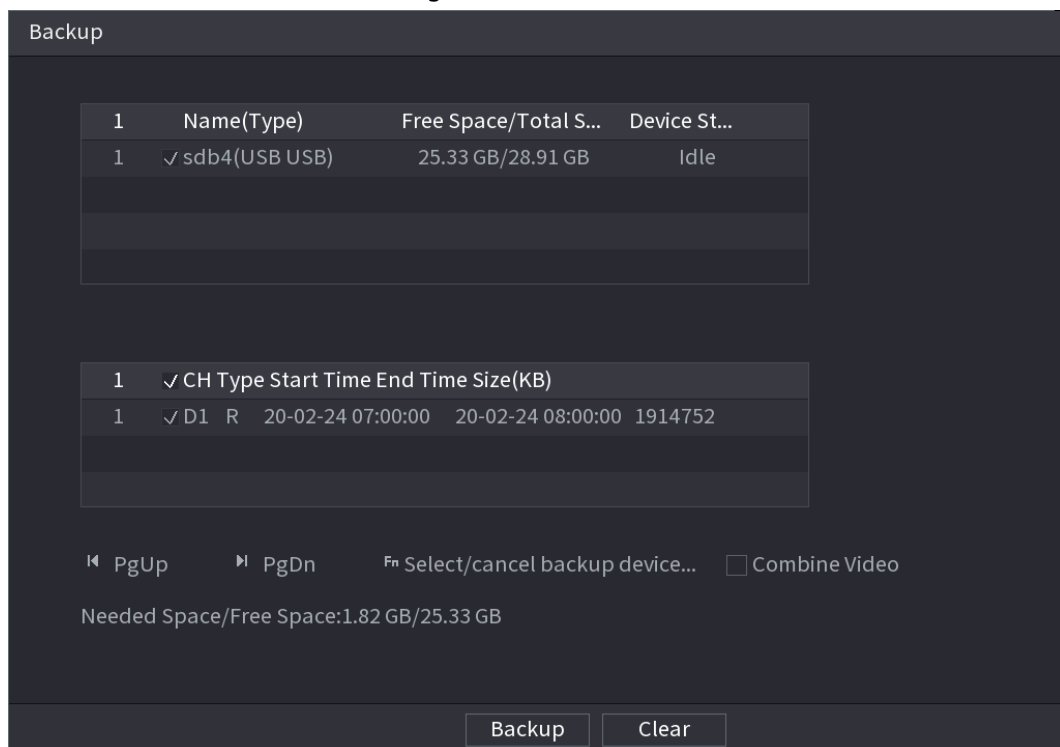 Backup
1 Name(Type) Free Space/Total S... Device St...
1 sdb4(USB USB) 25.33 GB/28.91 GB Idle
1 CH Type Start Time End Time Size(KB)
1 D1 R 20-02-24 07:00:00 20-02-24 08:00:00 1914752
PgUp PgDn Fn Select/cancel backup device... Combine Video
Needed Space/Free Space:1.82 GB/25.33 GB
Backup Clear